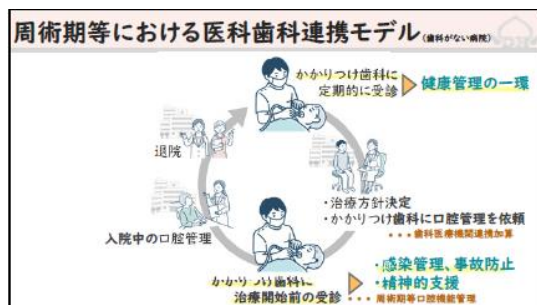 周術期等における医科歯科連携モデル(歯科がない病院)
かかりつけ歯科に
定期的に受診
健康管理の一環
退院
・治療方針決定
・かかりつけ歯科に口腔管理を依頼
・・・歯科医療機関連携加算
入院中の口腔管理
かかりつけ歯科に
治療開始前の受診
・感染管理、事故防止
・精神的支援
・・・周術期等口腔機能管理